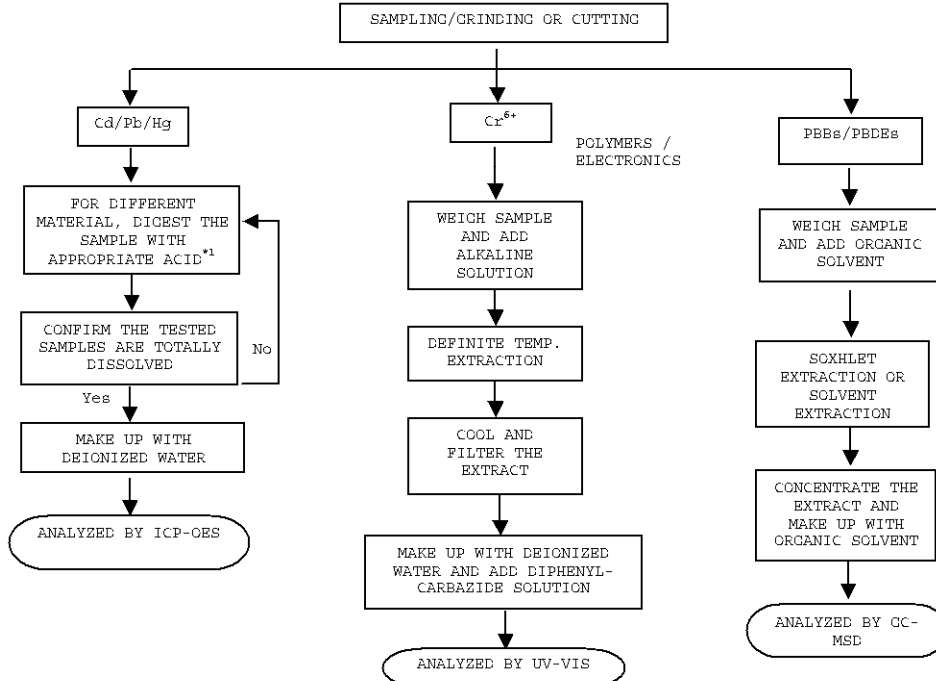 SAMPLING/GRINDING OR CUTTING
Cd/Pb/Hg
FOR DIFFERENT
MATERIAL, DIGEST THE
SAMPLE WITH
APPROPRIATE ACID*1
CONFIRM THE TESTED
SAMPLES ARE TOTALLY
DISSOLVED
No
Yes
MAKE UP WITH
DEIONIZED WATER
ANALYZED BY ICP-OES
Cr6+
POLYMERS /
ELECTRONICS
WEIGH SAMPLE
AND ADD
ALKALINE
SOLUTION
DEFINITE TEMP.
EXTRACTION
COOL AND
FILTER THE
EXTRACT
MAKE UP WITH DEIONIZED
WATER AND ADD DIPHENYL-
CARBAZIDE SOLUTION
ANALYZED BY UV-VIS
PBBs/PBDEs
WEIGH SAMPLE
AND ADD ORGANIC
SOLVENT
SOXHLET
EXTRACTION OR
SOLVENT
EXTRACTION
CONCENTRATE THE
EXTRACT AND
MAKE UP WITH
ORGANIC SOLVENT
ANALYZED BY GC-
MSD